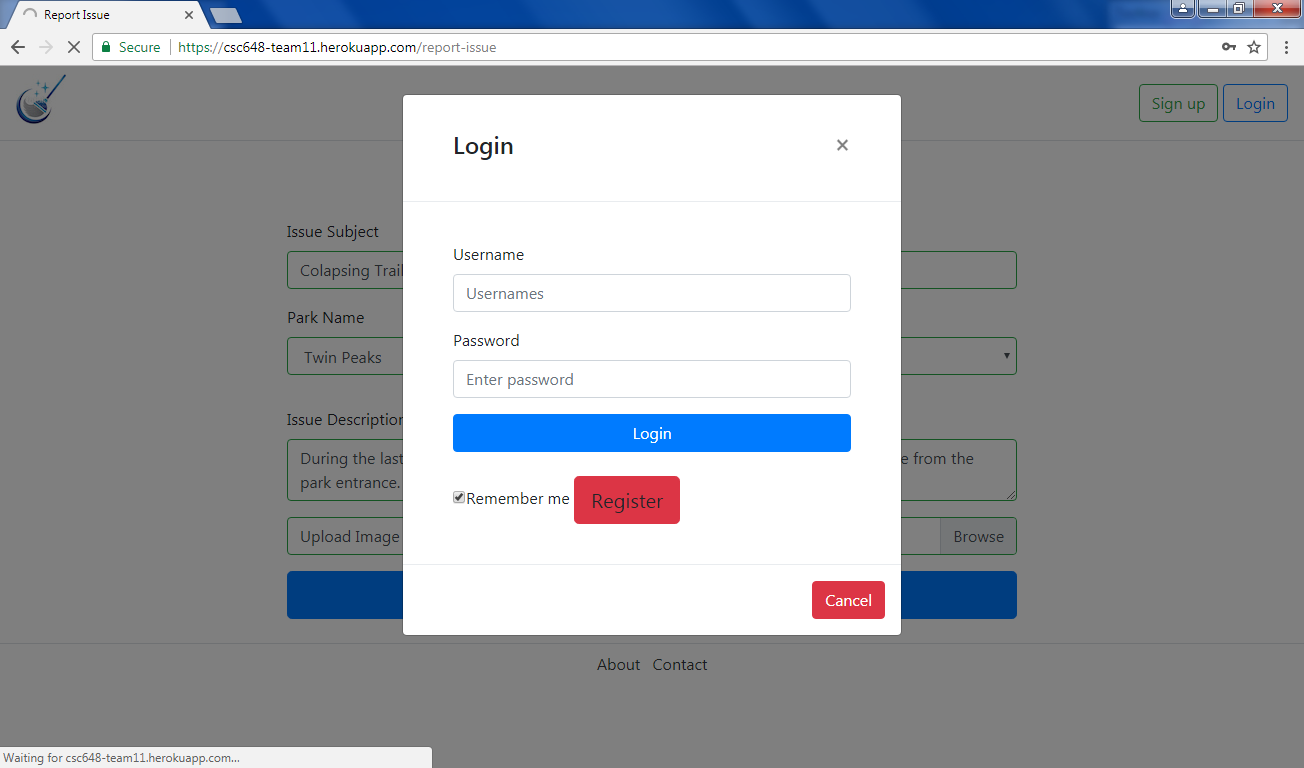 Report Issue
Secure https://csc648-team11.herokuapp.com/report-issue
Sign up Login
Login ×
Issue Subject
Colapsing Trail
Park Name
Twin Peaks
Issue Description
During the last e from the
park entrance.
Upload Image Browse
Username
Usernames
Password
Enter password
Login
Remember me Register
Cancel
About Contact
Waiting for csc648-team11.herokuapp.com...